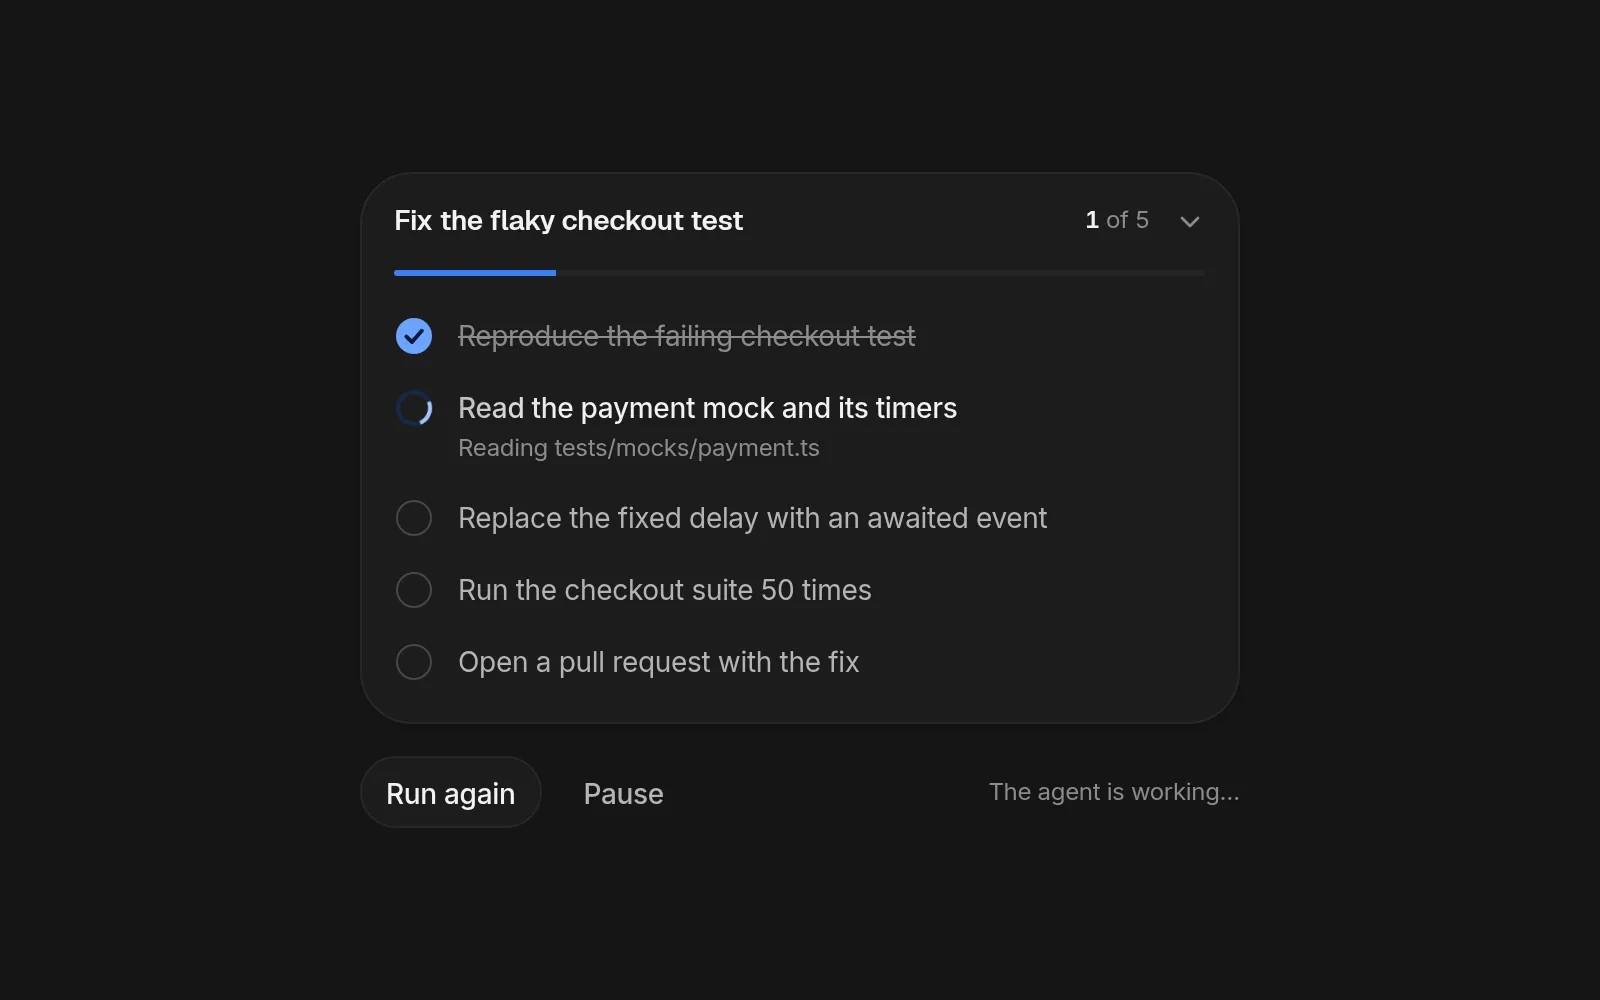 Fix the flaky checkout test
1 of 5
Reproduce the failing checkout test
Read the payment mock and its timers
Reading tests/mocks/payment.ts
Replace the fixed delay with an awaited event
Run the checkout suite 50 times
Open a pull request with the fix
Run again
Pause
The agent is working...